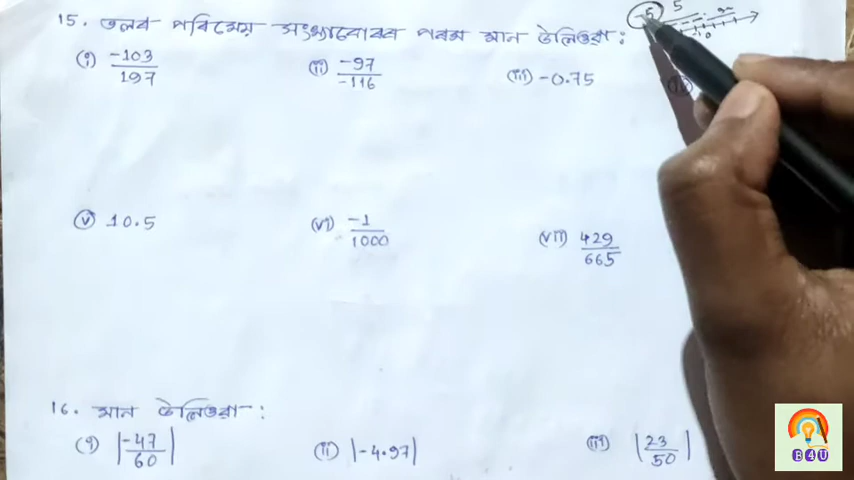 15. তলৰ পৰিমেয় সংখ্যাবোৰৰ পৰম মান উলিওৱা :
(i) -103/197 (ii) -97/-116 (iii) -0.75
(v) 10.5 (vi) -1/1000 (vii) 429/665
16. মান উলিওৱা :
(i) |-47/60| (ii) |-4.97| (iii) |23/50|
B4U